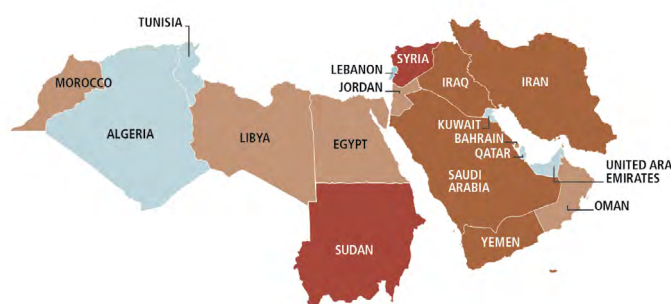 TUNISIA
MOROCCO
ALGERIA
LIBYA
EGYPT
SUDAN
LEBANON
JORDAN
SYRIA
IRAQ
IRAN
KUWAIT
BAHRAIN
QATAR
SAUDI
ARABIA
UNITED ARA
EMIRATES
OMAN
YEMEN